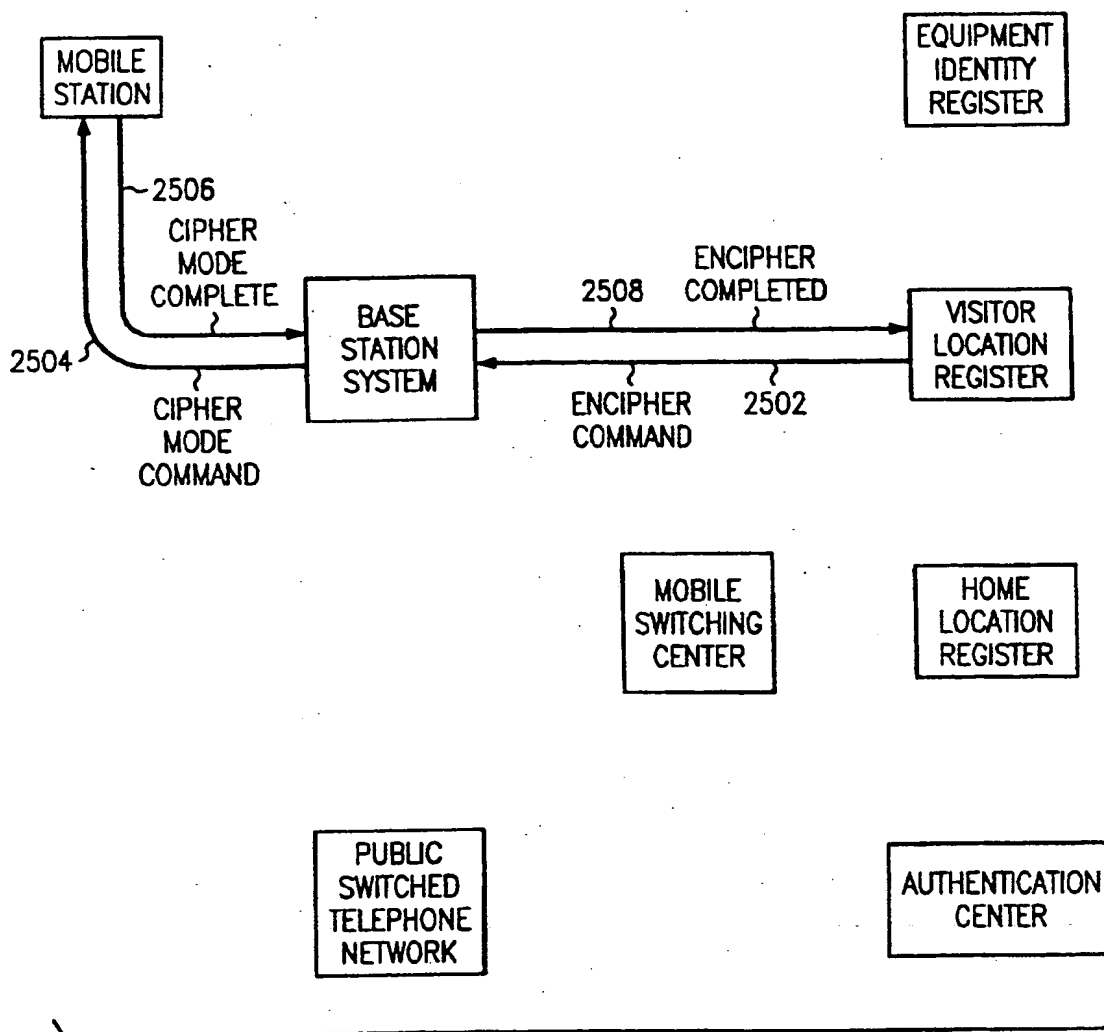 MOBILE
STATION
EQUIPMENT
IDENTITY
REGISTER
2506
CIPHER
MODE
COMPLETE
2504
CIPHER
MODE
COMMAND
BASE
STATION
SYSTEM
2508
ENCIPHER
COMPLETED
ENCIPHER
COMMAND
2502
VISITOR
LOCATION
REGISTER
MOBILE
SWITCHING
CENTER
HOME
LOCATION
REGISTER
PUBLIC
SWITCHED
TELEPHONE
NETWORK
AUTHENTICATION
CENTER